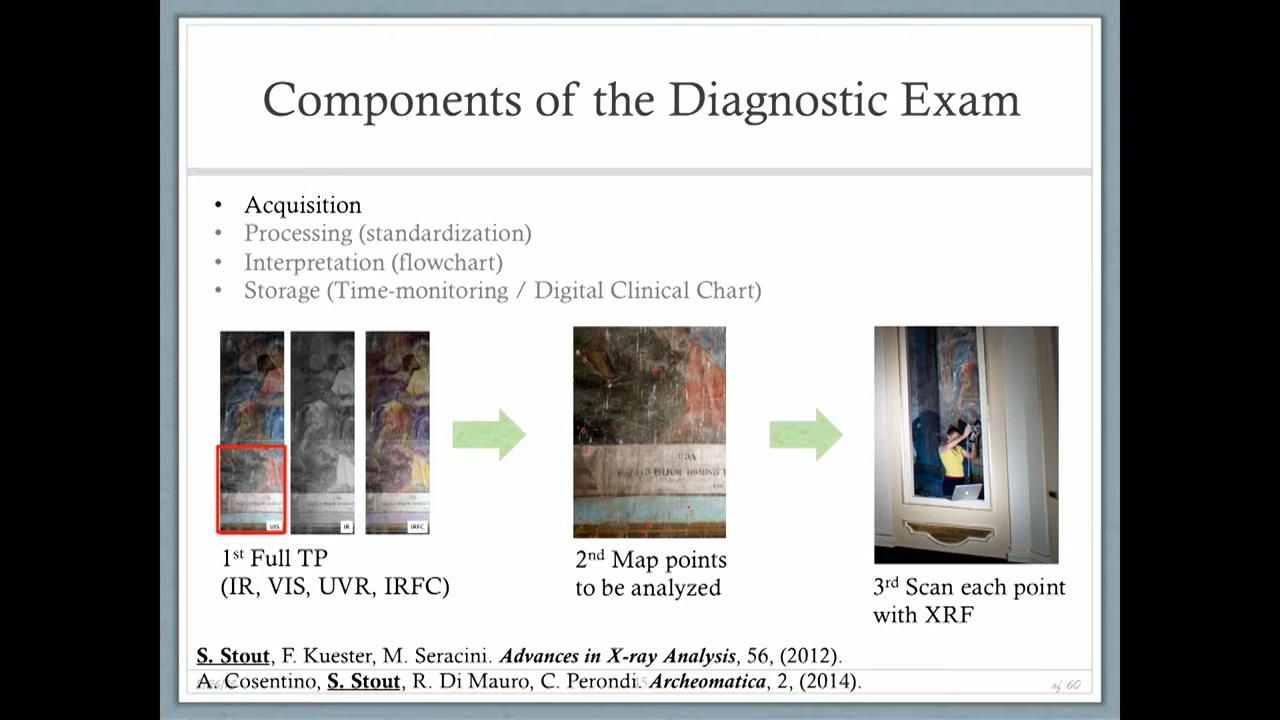 Components of the Diagnostic Exam
• Acquisition
• Processing (standardization)
• Interpretation (flowchart)
• Storage (Time-monitoring / Digital Clinical Chart)
VIS
IR
IRFC
1st Full TP
(IR, VIS, UVR, IRFC)
2nd Map points
to be analyzed
3rd Scan each point
with XRF
S. Stout, F. Kuester, M. Seracini. Advances in X-ray Analysis, 56, (2012).
A. Cosentino, S. Stout, R. Di Mauro, C. Perondi. Archeomatica, 2, (2014).
of 60